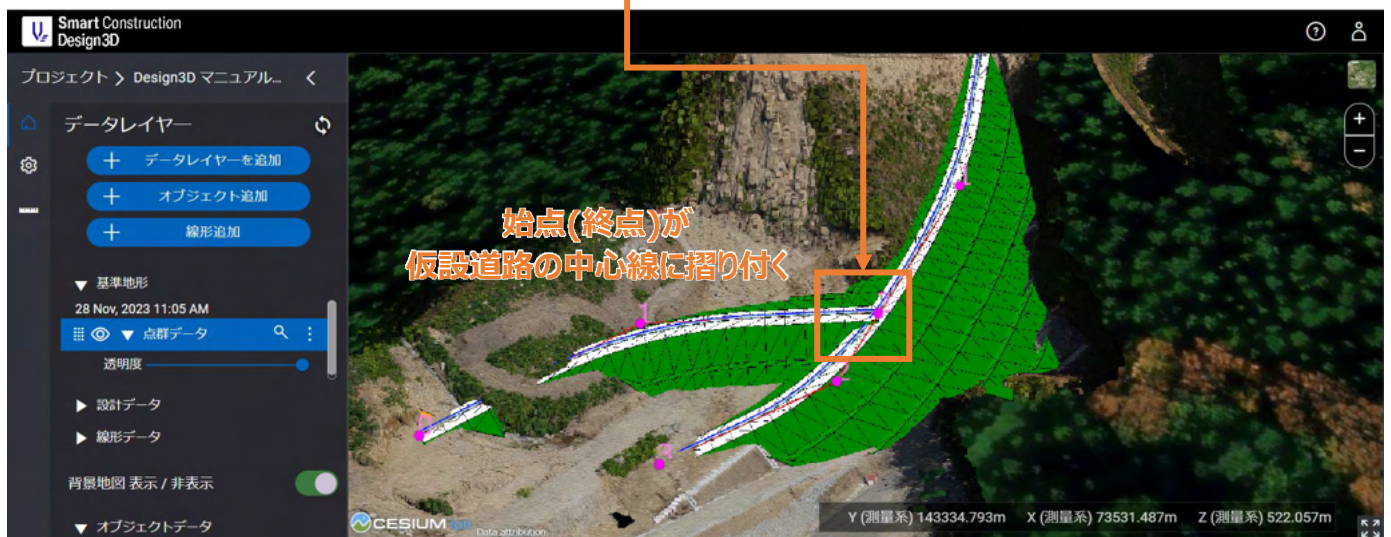 Smart Construction
Design3D
プロジェクト > Design3D マニュアル...
データレイヤー
データレイヤーを追加
オブジェクト追加
線形追加
基準地形
28 Nov, 2023 11:05 AM
点群データ
透明度
設計データ
線形データ
背景地図 表示 / 非表示
オブジェクトデータ
始点(終点)が
仮設道路の中心線に摺り付く
CESIUM ion
Data attribution
Y (測量系) 143334.793m X (測量系) 73531.487m Z (測量系) 522.057m